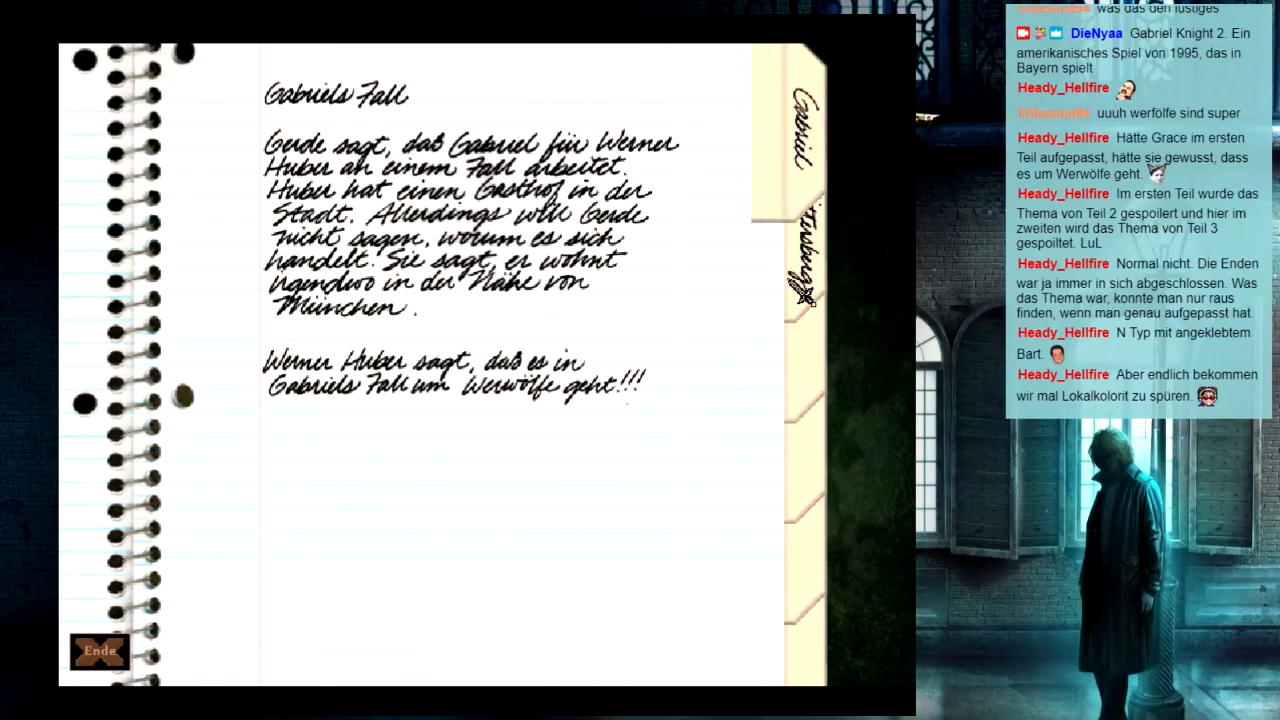 Gabriels Fall
Gerde sagt, daß Gabriel für Werner
Huber an einem Fall arbeitet.
Huber hat einen Gasthof in der
Stadt. Allerdings will Gerde
nicht sagen, worum es sich
handelt. Sie sagt, er wohnt
irgendwo in der Nähe von
München.
Werner Huber sagt, daß es in
Gabriels Fall um Werwölfe geht!!!
Gabriel
ittersberg
Ende
was das den lustiges
DieNyaa Gabriel Knight 2. Ein
amerikanisches Spiel von 1995, das in
Bayern spielt
Heady_Hellfire
uuuh werfölfe sind super
Heady_Hellfire Hätte Grace im ersten
Teil aufgepasst, hätte sie gewusst, dass
es um Werwölfe geht.
Heady_Hellfire Im ersten Teil wurde das
Thema von Teil 2 gespoilert und hier im
zweiten wird das Thema von Teil 3
gespoiltet. LuL
Heady_Hellfire Normal nicht. Die Enden
war ja immer in sich abgeschlossen. Was
das Thema war, konnte man nur raus
finden, wenn man genau aufgepasst hat.
Heady_Hellfire N Typ mit angeklebtem
Bart.
Heady_Hellfire Aber endlich bekommen
wir mal Lokalkolorit zu spüren.